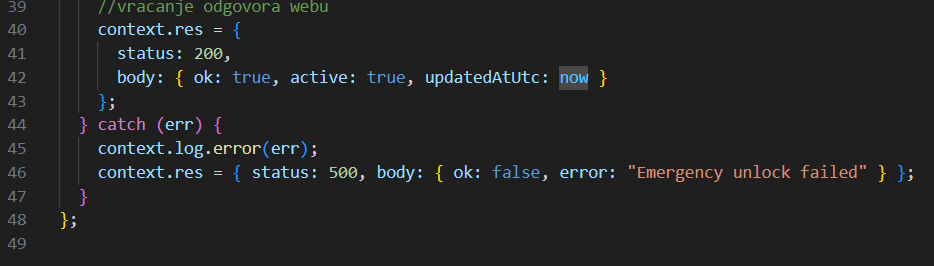 39 //vracanje odgovora webu
40 context.res = {
41 status: 200,
42 body: { ok: true, active: true, updatedAtUtc: now }
43 };
44 } catch (err) {
45 context.log.error(err);
46 context.res = { status: 500, body: { ok: false, error: "Emergency unlock failed" } };
47 }
48 };
49